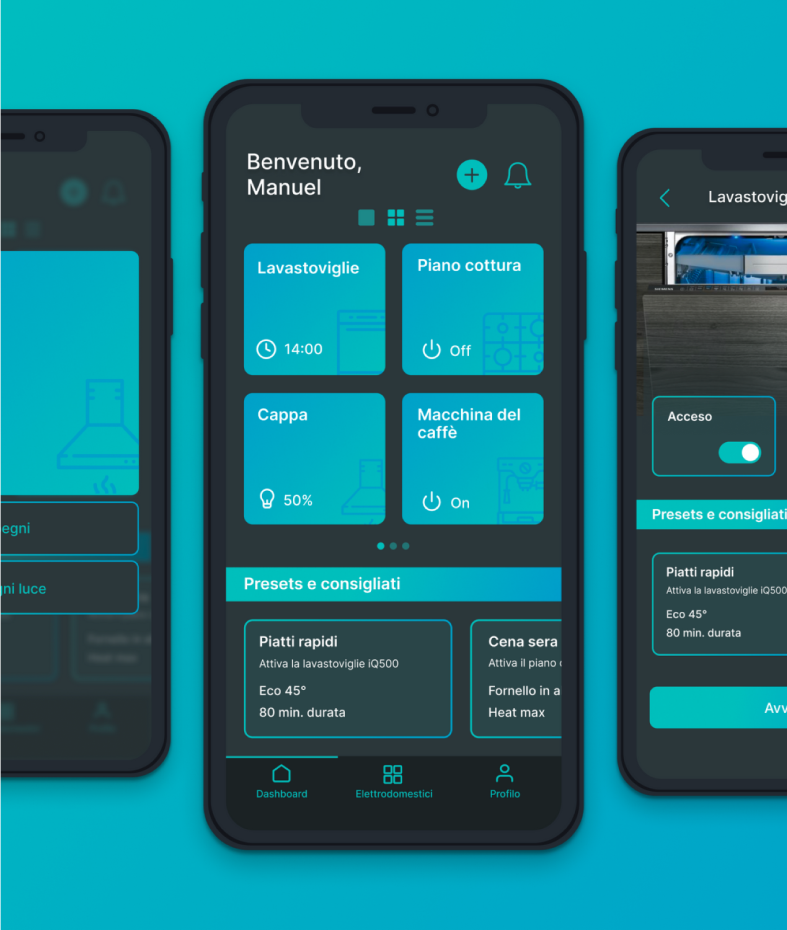 egni
gni luce
Benvenuto,
Manuel
Lavastoviglie
14:00
Piano cottura
Off
Cappa
50%
Macchina del
caffè
On
Presets e consigliati
Piatti rapidi
Attiva la lavastoviglie iQ500
Eco 45°
80 min. durata
Cena sera
Attiva il piano
Fornello in a
Heat max
Dashboard
Elettrodomestici
Profilo
Lavastovig
Acceso
Presets e consigliati
Piatti rapidi
Attiva la lavastoviglie iQ500
Eco 45°
80 min. durata
Avv